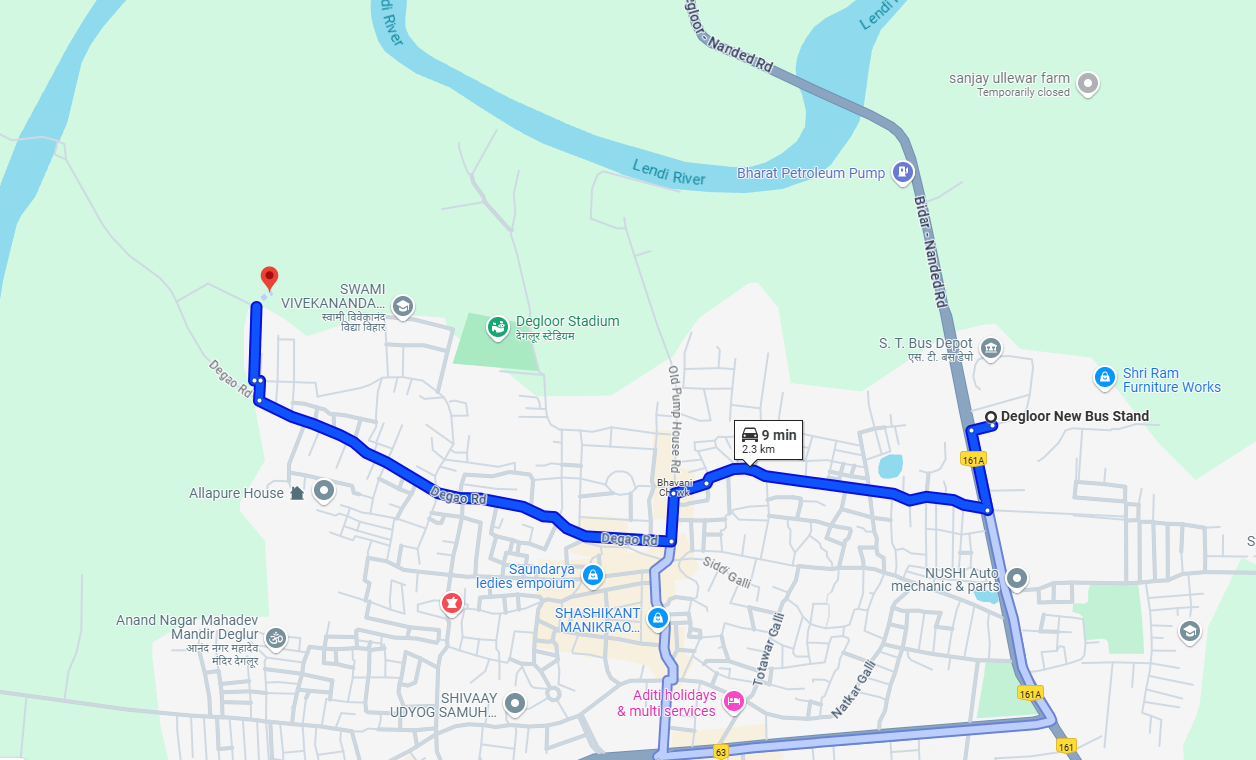 Lendi River
Lendi R
egloor - Nanded Rd
sanjay ullewar farm
Temporarily closed
Lendi River
Bharat Petroleum Pump
Bidar - Nanded Rd
SWAMI
VIVEKANANDA...
स्वामी विवेकानंद
विद्या विहार
Degloor Stadium
देगलूर स्टेडियम
S. T. Bus Depot
एस. टी. बस डेपो
Shri Ram
Furniture Works
Degao Rd
Old Pump House Rd
Degloor New Bus Stand
9 min
2.3 km
161A
Bhavani
Chowk
Allapure House
Degao Rd
Degao Rd
Siddi Galli
Saundarya
ledies empoium
NUSHI Auto
mechanic & parts
S
SHASHIKANT
MANIKRAO...
Anand Nagar Mahadev
Mandir Deglur
आनंद नगर महादेव
मंदिर देगलूर
Totawar Galli
Natkar Galli
SHIVAAY
UDYOG SAMUH...
Aditi holidays
& multi services
161A
63
161